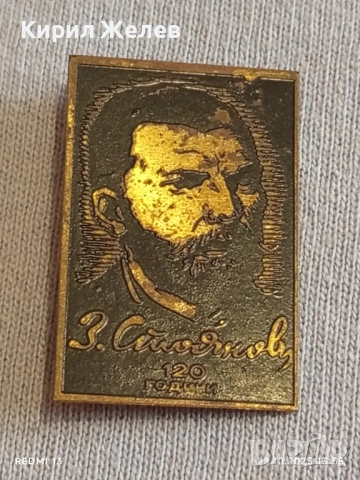 Кирил Желев
З. Стоянов
120
ГОДИНИ
REDMI 13